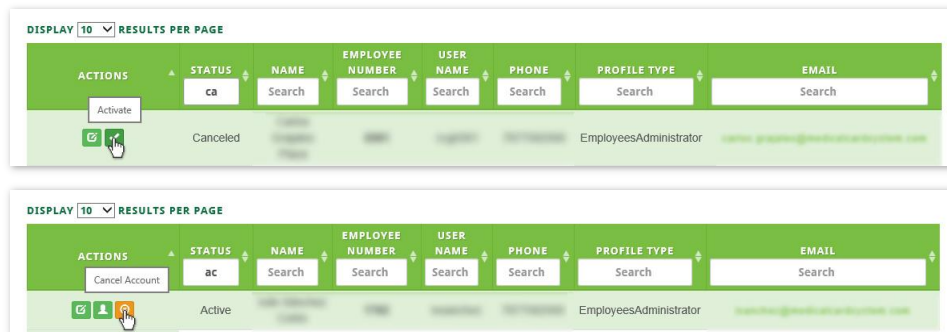 DISPLAY 10 RESULTS PER PAGE
ACTIONS STATUS NAME EMPLOYEE NUMBER USER NAME PHONE PROFILE TYPE EMAIL
ca Search Search Search Search Search Search
Activate
Canceled EmployeesAdministrator
DISPLAY 10 RESULTS PER PAGE
ACTIONS STATUS NAME EMPLOYEE NUMBER USER NAME PHONE PROFILE TYPE EMAIL
ac Search Search Search Search Search Search
Cancel Account
Active EmployeesAdministrator